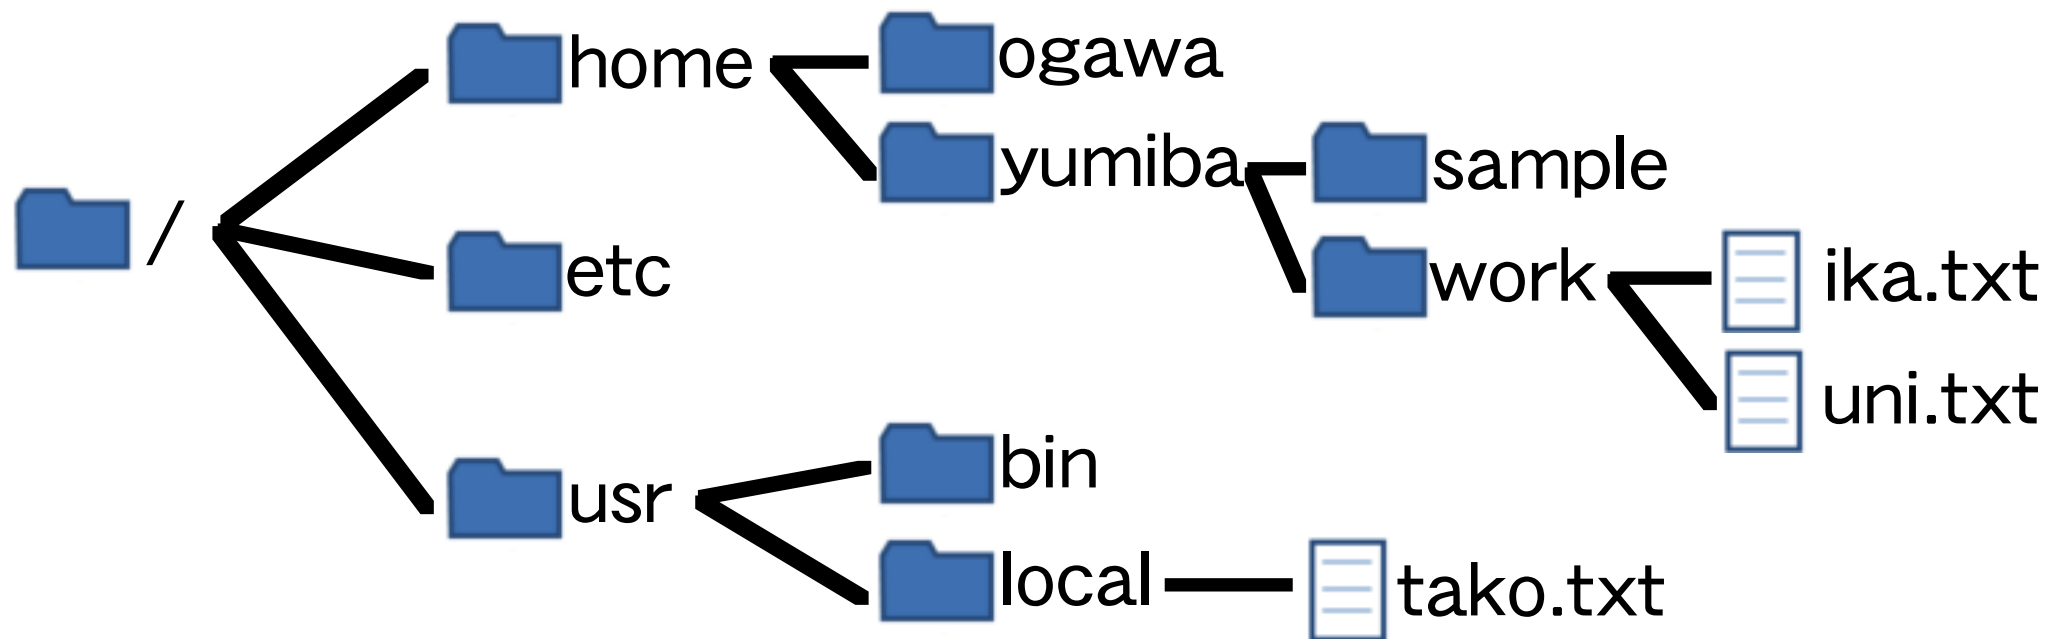 home
ogawa
yumiba
sample
/
etc
work
ika.txt
uni.txt
usr
bin
local
tako.txt